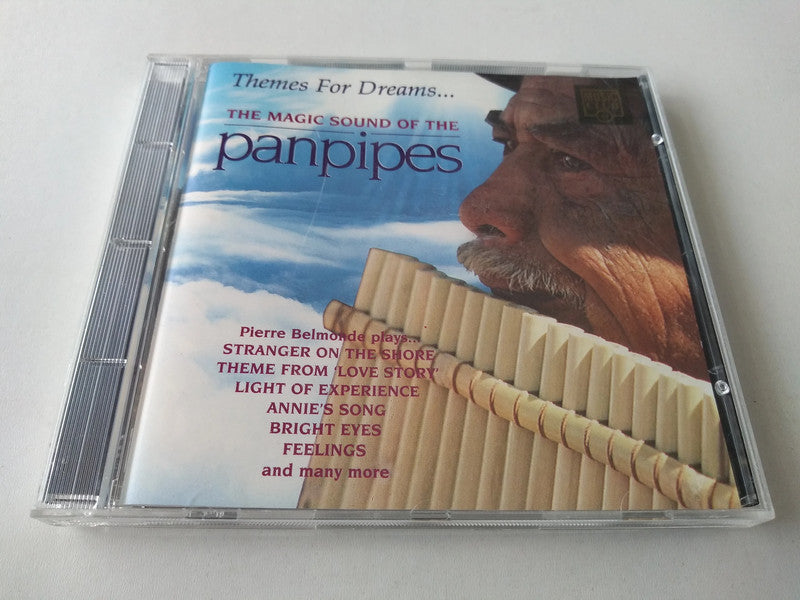 Themes For Dreams...
THE MAGIC SOUND OF THE
panpipes
Pierre Belmonde plays...
STRANGER ON THE SHORE
THEME FROM 'LOVE STORY'
LIGHT OF EXPERIENCE
ANNIE'S SONG
BRIGHT EYES
FEELINGS
and many more